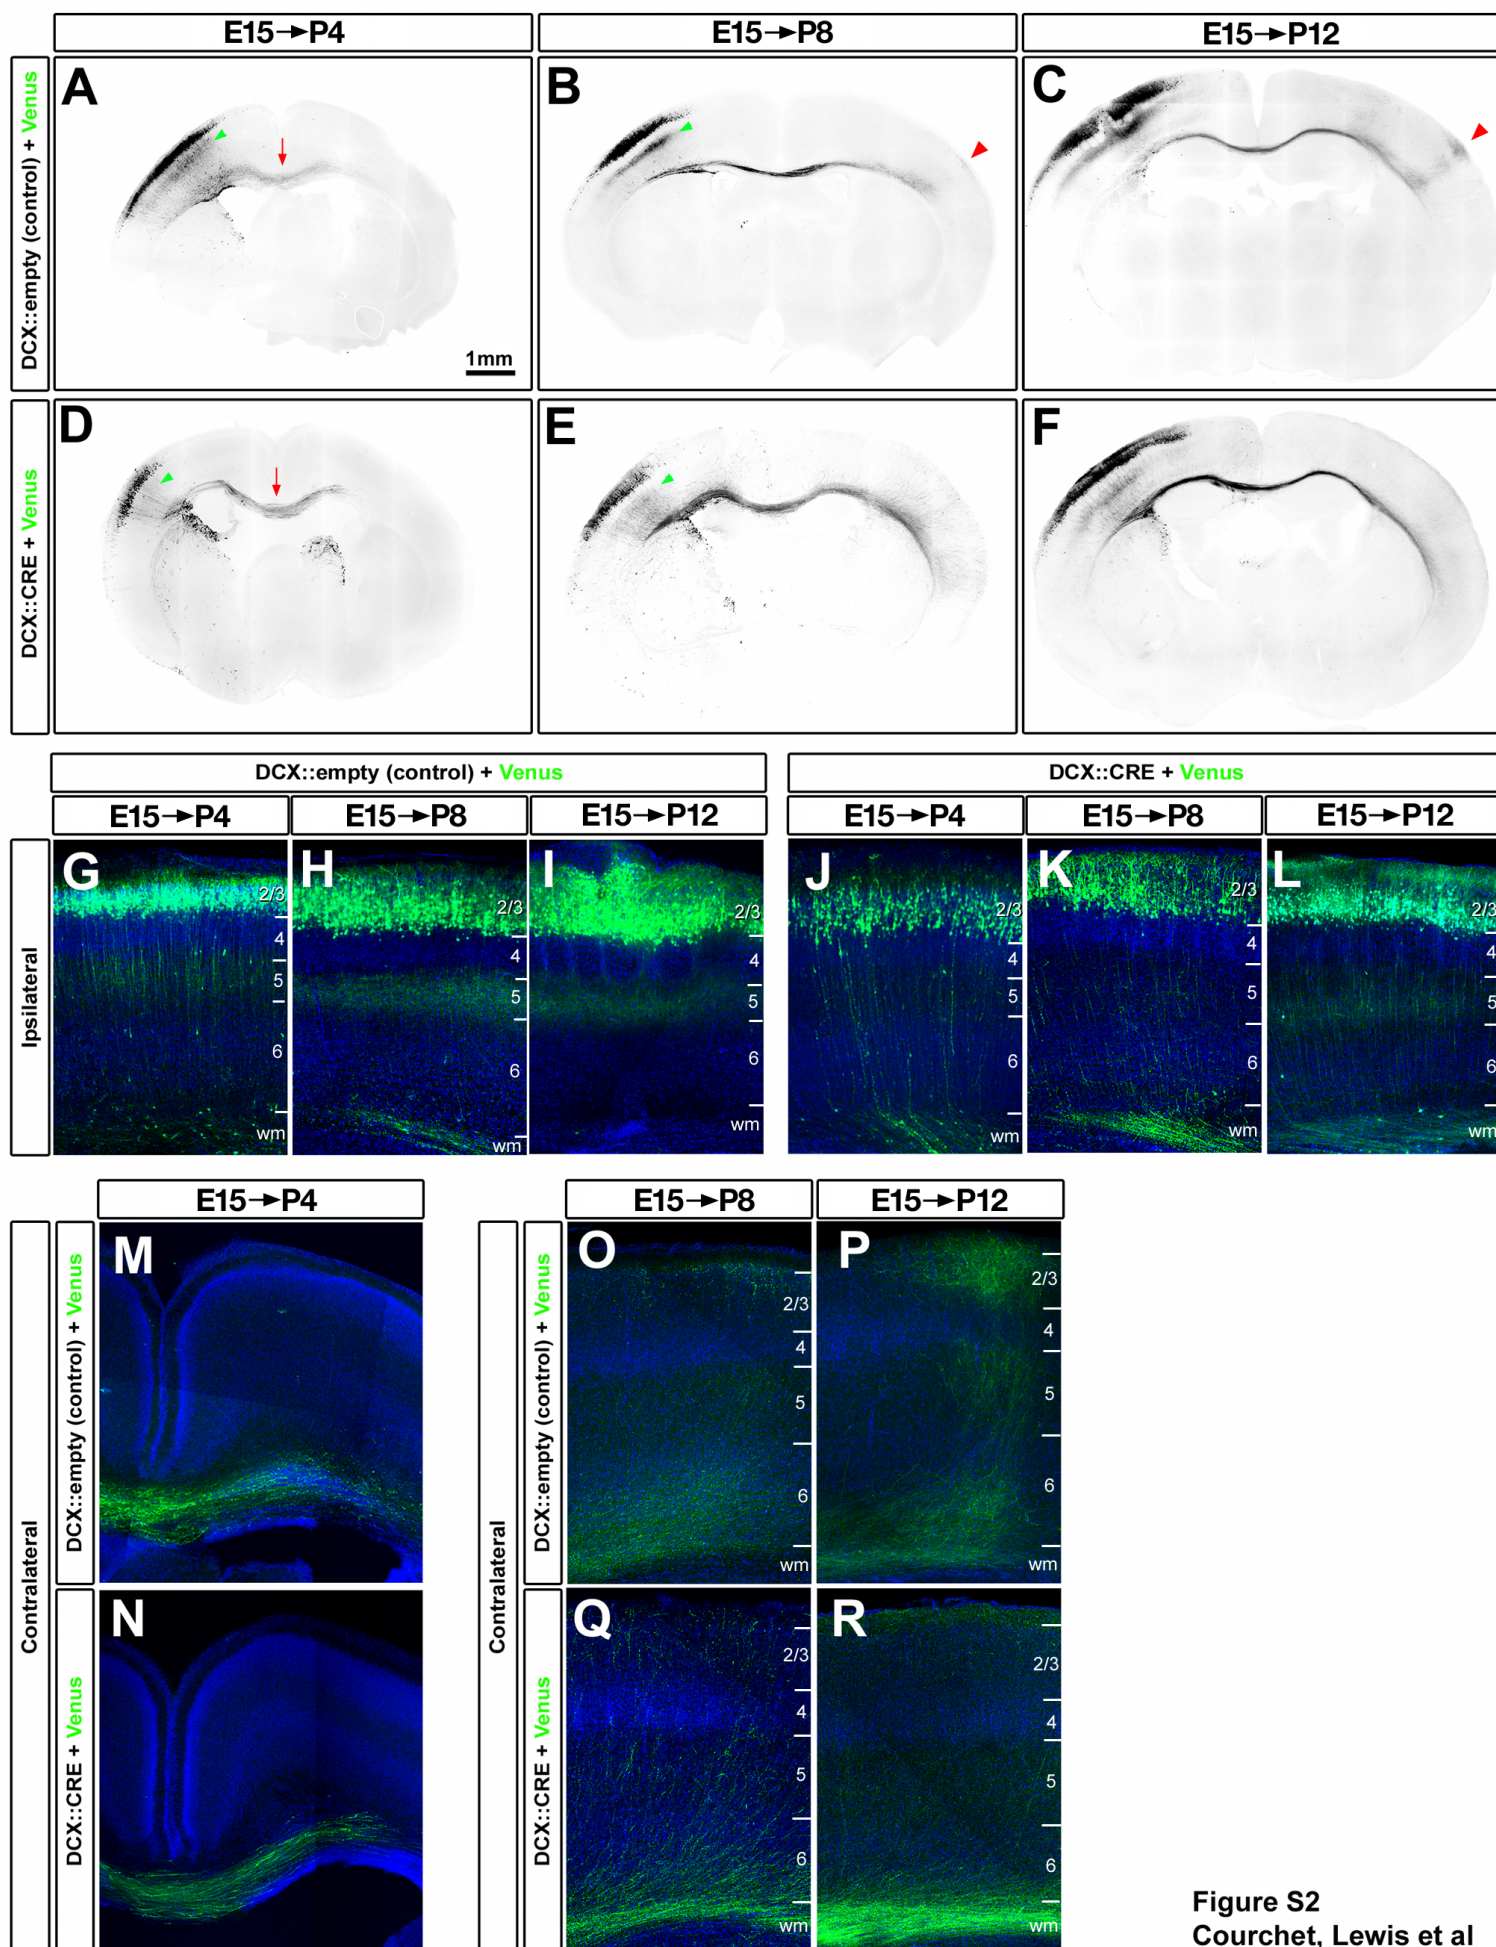 E15→P4 E15→P8 E15→P12
DCX::empty (control) + Venus
A B C
1mm
DCX::CRE + Venus
D E F
DCX::empty (control) + Venus DCX::CRE + Venus
E15→P4 E15→P8 E15→P12 E15→P4 E15→P8 E15→P12
Ipsilateral
G 2/3 4 5 6 wm
H 2/3 4 5 6 wm
I 2/3 4 5 6 wm
J 2/3 4 5 6 wm
K 2/3 4 5 6 wm
L 2/3 4 5 6 wm
E15→P4 E15→P8 E15→P12
Contralateral
DCX::empty (control) + Venus
M
DCX::CRE + Venus
N
Contralateral
DCX::empty (control) + Venus
O 2/3 4 5 6 wm
P 2/3 4 5 6 wm
DCX::CRE + Venus
Q 2/3 4 5 6 wm
R 2/3 4 5 6 wm
Figure S2
Courchet, Lewis et al